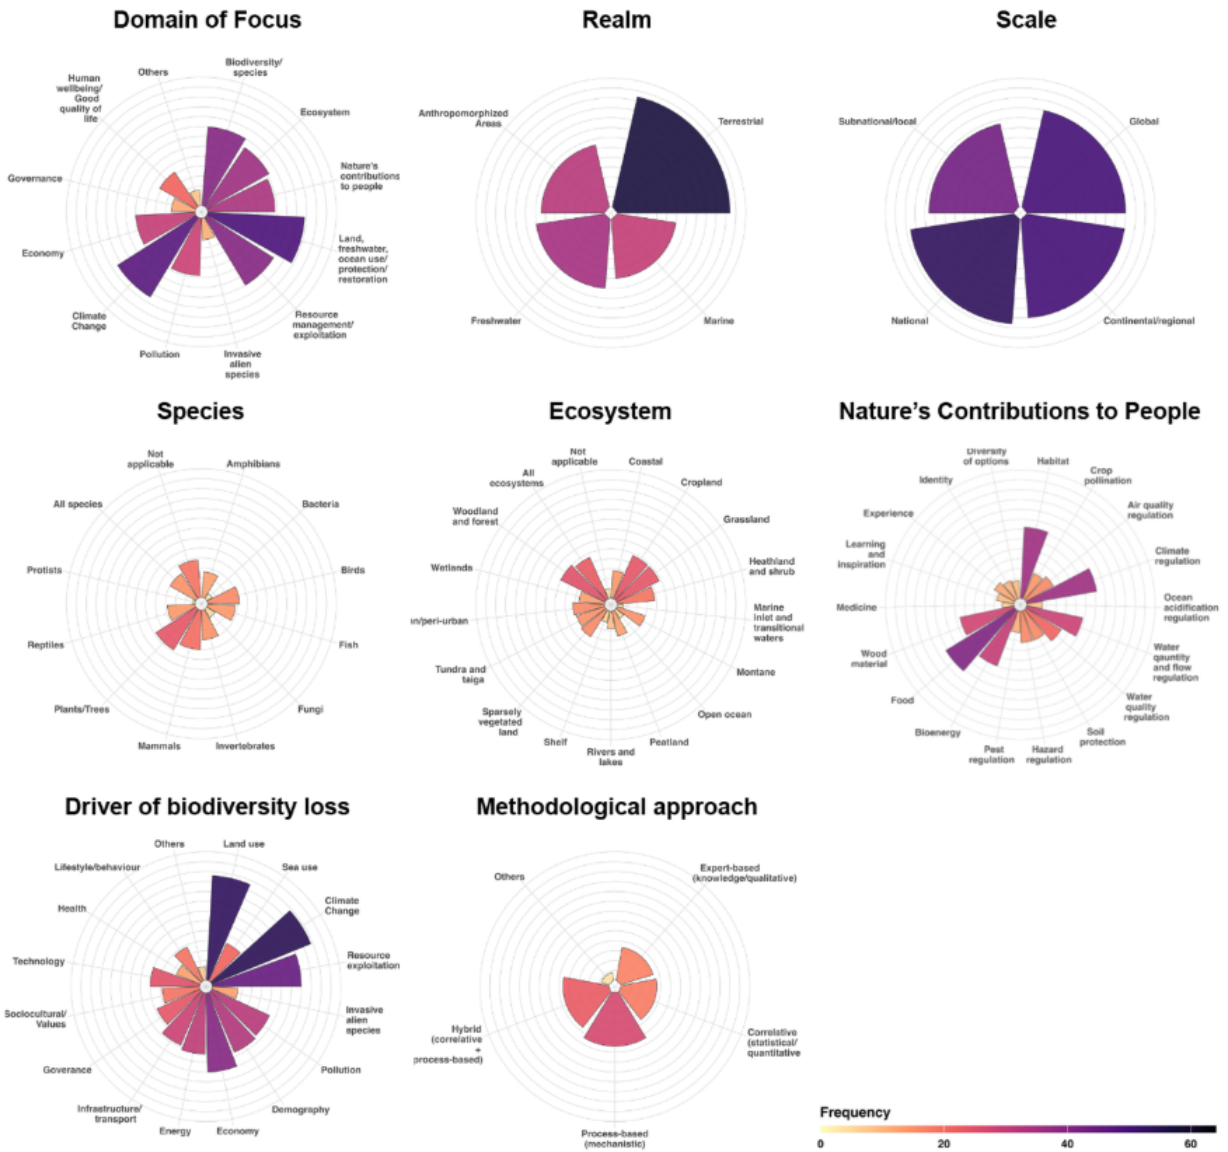 Domain of Focus
Others
Biodiversity/
species
Human
wellbeing/
Good
quality of
life
Ecosystem
Governance
Nature's
contributions
to people
Economy
Land,
freshwater,
ocean use/
protection/
restoration
Climate
Change
Resource
management/
exploitation
Pollution
Invasive
alien
species
Realm
Anthropomorphized
Areas
Terrestrial
Freshwater
Marine
Scale
Subnational/local
Global
National
Continental/regional
Species
Not
applicable
Amphibians
All species
Bacteria
Protists
Birds
Reptiles
Fish
Plants/Trees
Fungi
Mammals
Invertebrates
Ecosystem
Not
applicable
Coastal
All
ecosystems
Cropland
Woodland
and forest
Grassland
Wetlands
Heathland
and shrub
an/peri-urban
Marine
inlet and
transitional
waters
Tundra and
taiga
Montane
Sparsely
vegetated
land
Open ocean
Shelf
Rivers and
lakes
Peatland
Nature's Contributions to People
Diversity
of options
Habitat
Identity
Crop
pollination
Experience
Air quality
regulation
Learning
and
inspiration
Climate
regulation
Medicine
Ocean
acidification
regulation
Wood
material
Water
qauntity
and flow
regulation
Food
Water
quality
regulation
Bioenergy
Soil
protection
Pest
regulation
Hazard
regulation
Driver of biodiversity loss
Others
Land use
Lifestyle/behaviour
Sea use
Health
Climate
Change
Technology
Resource
exploitation
Sociocultural/
Values
Invasive
alien
species
Goverance
Pollution
Infrastructure/
transport
Demography
Energy
Economy
Methodological approach
Others
Expert-based
(knowledge/qualitative)
Hybrid
(correlative
+
process-based)
Correlative
(statistical/
quantitative
Process-based
(mechanistic)
Frequency
0 20 40 60